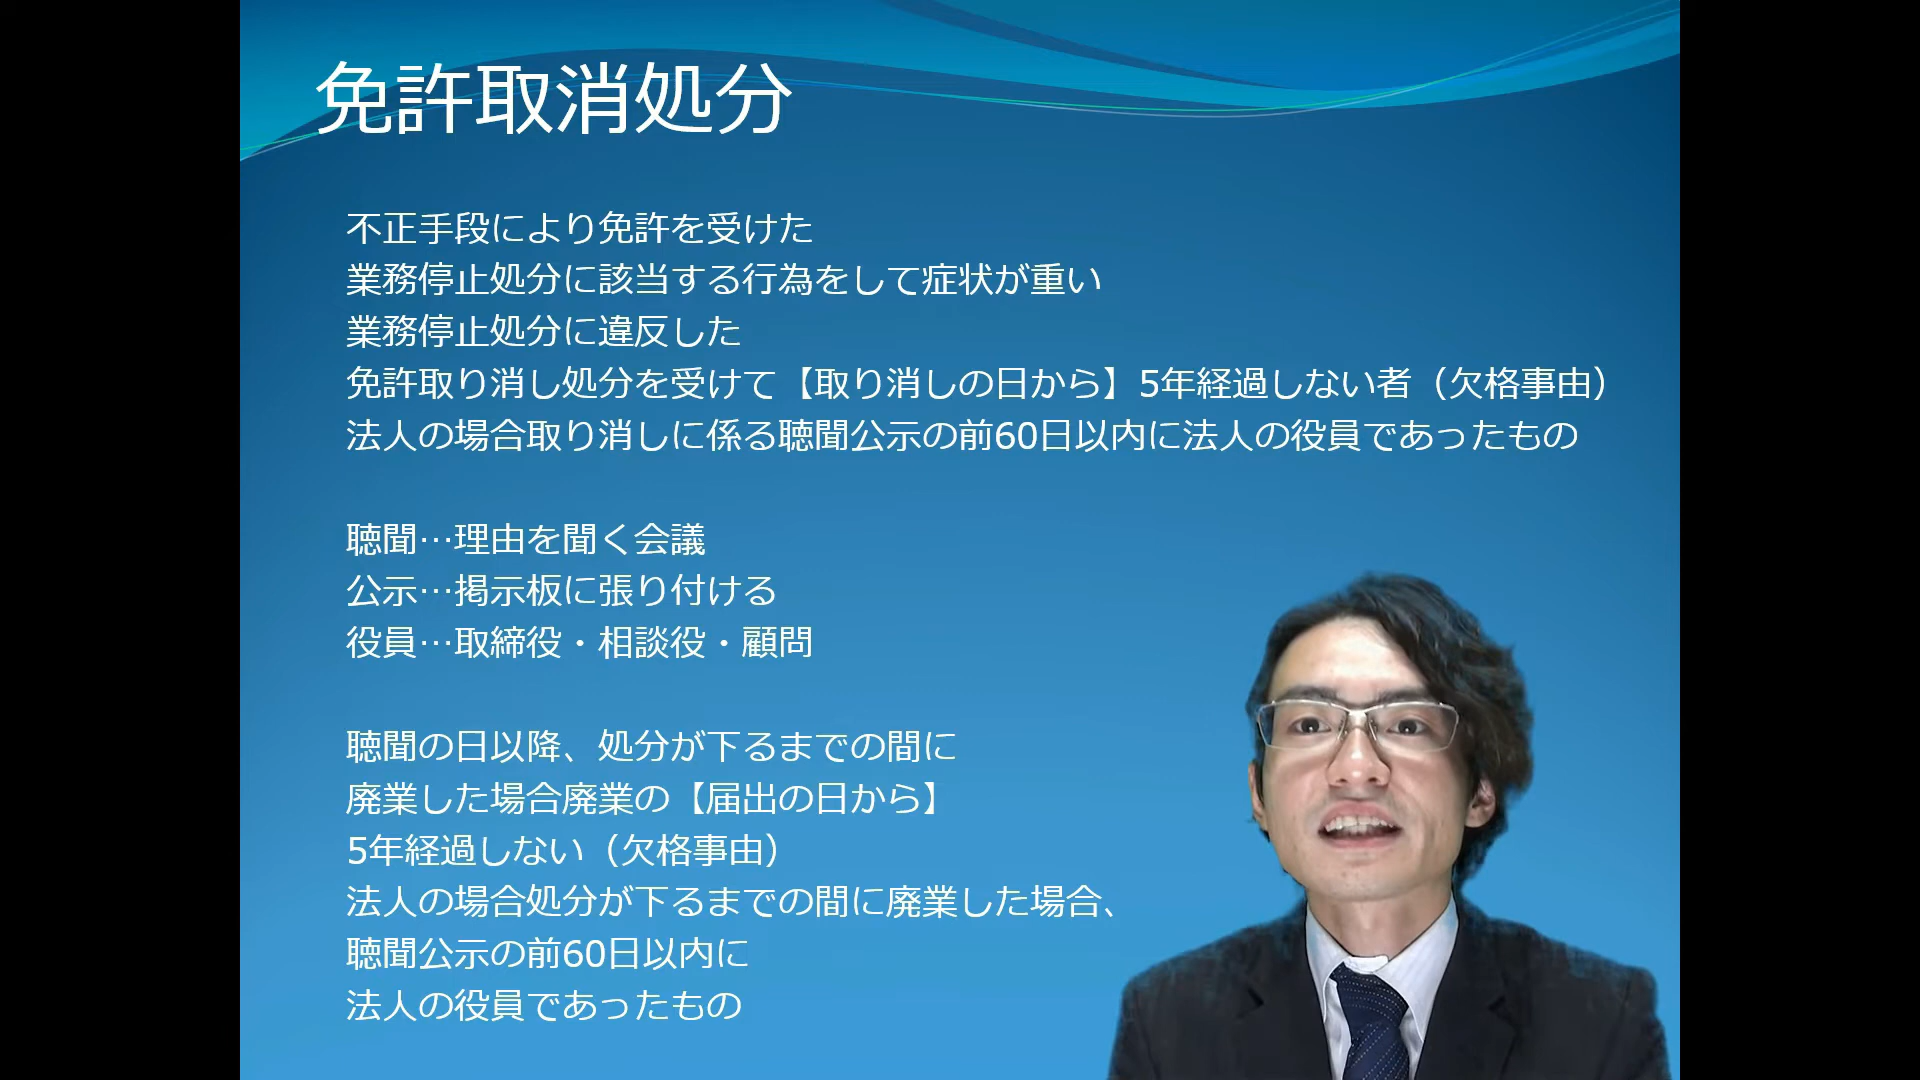 免許取消処分
不正手段により免許を受けた
業務停止処分に該当する行為をして症状が重い
業務停止処分に違反した
免許取り消し処分を受けて【取り消しの日から】5年経過しない者（欠格事由）
法人の場合取り消しに係る聴聞公示の前60日以内に法人の役員であったもの
聴聞…理由を聞く会議
公示…掲示板に張り付ける
役員…取締役・相談役・顧問
聴聞の日以降、処分が下るまでの間に
廃業した場合廃業の【届出の日から】
5年経過しない（欠格事由）
法人の場合処分が下るまでの間に廃業した場合、
聴聞公示の前60日以内に
法人の役員であったもの